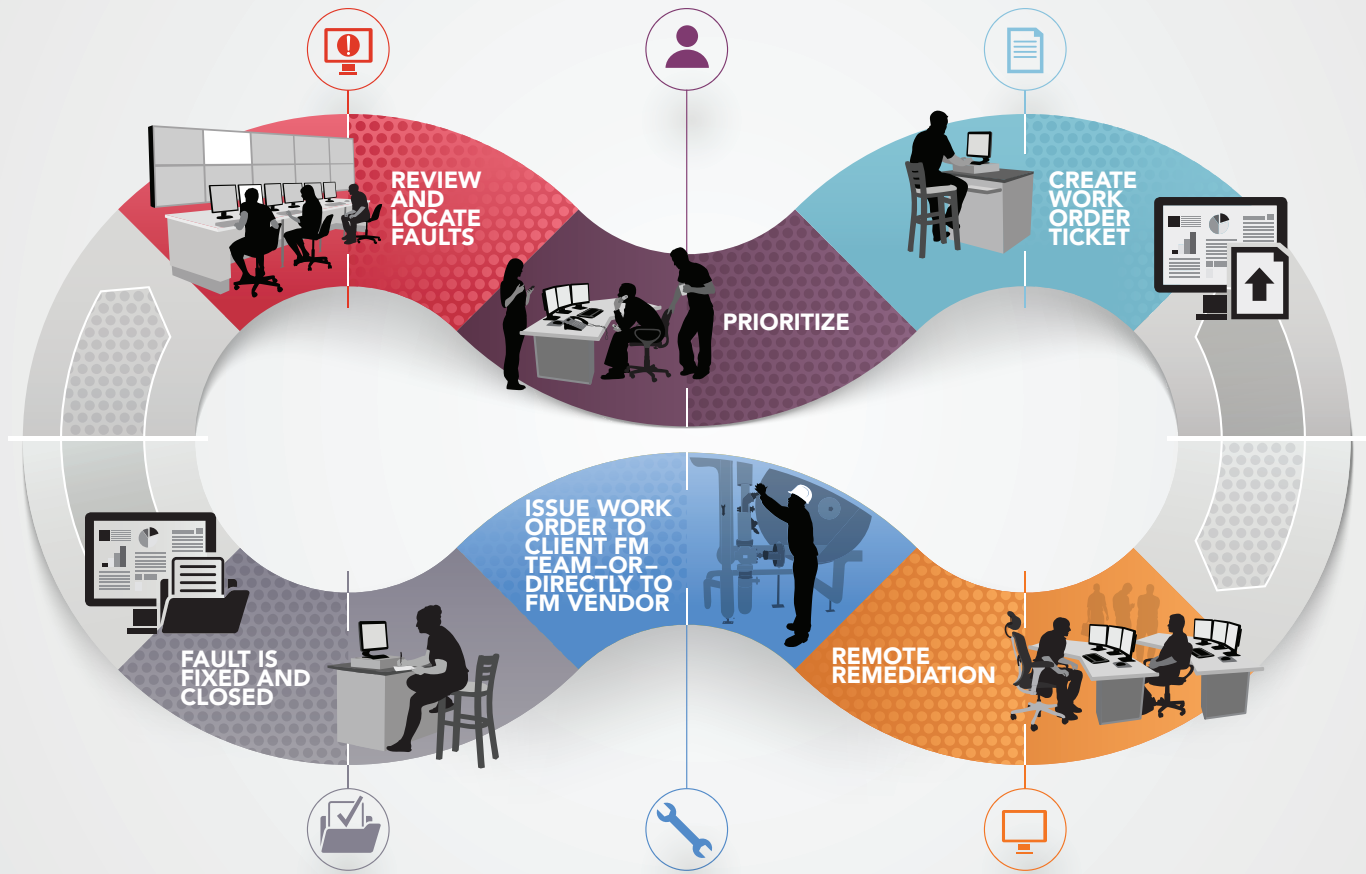 REVIEW
AND
LOCATE
FAULTS
PRIORITIZE
CREATE
WORK
ORDER
TICKET
REMOTE
REMEDIATION
ISSUE WORK
ORDER TO
CLIENT FM
TEAM–OR–
DIRECTLY TO
FM VENDOR
FAULT IS
FIXED AND
CLOSED